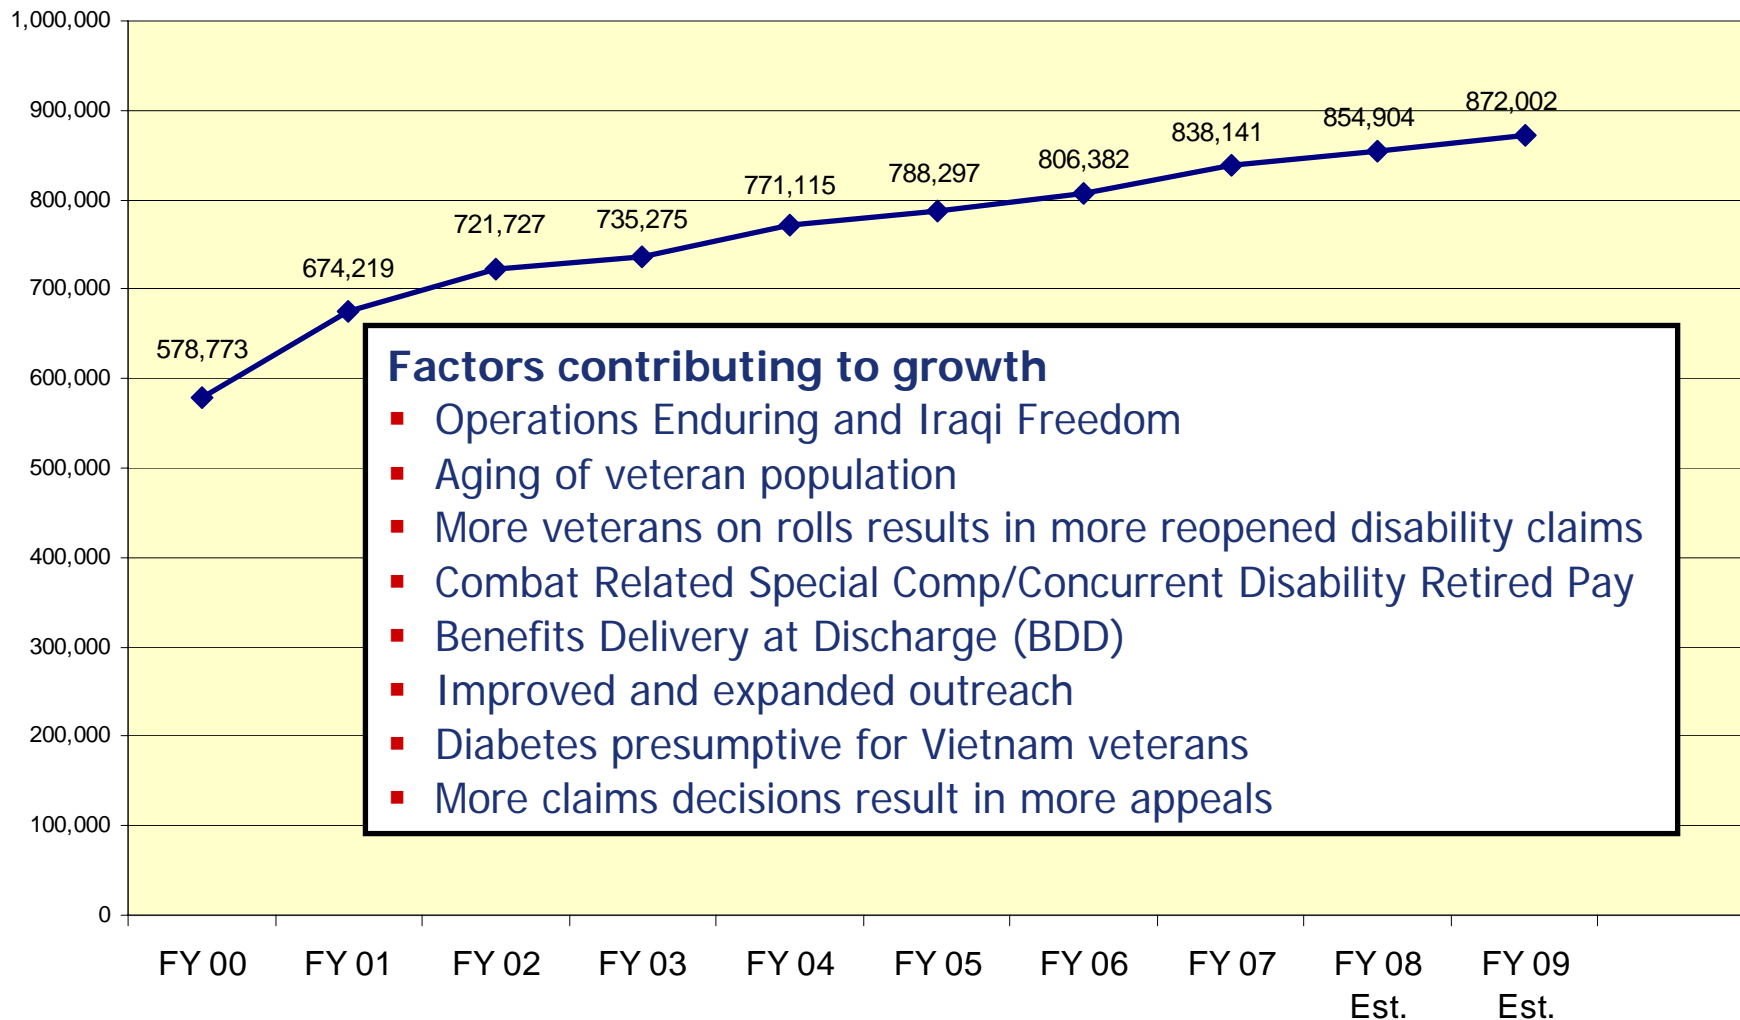 1,000,000
900,000
800,000
700,000
600,000
500,000
400,000
300,000
200,000
100,000
0
578,773
674,219
721,727
735,275
771,115
788,297
806,382
838,141
854,904
872,002
Factors contributing to growth
▪ Operations Enduring and Iraqi Freedom
▪ Aging of veteran population
▪ More veterans on rolls results in more reopened disability claims
▪ Combat Related Special Comp/Concurrent Disability Retired Pay
▪ Benefits Delivery at Discharge (BDD)
▪ Improved and expanded outreach
▪ Diabetes presumptive for Vietnam veterans
▪ More claims decisions result in more appeals
FY 00 FY 01 FY 02 FY 03 FY 04 FY 05 FY 06 FY 07 FY 08 FY 09
Est. Est.